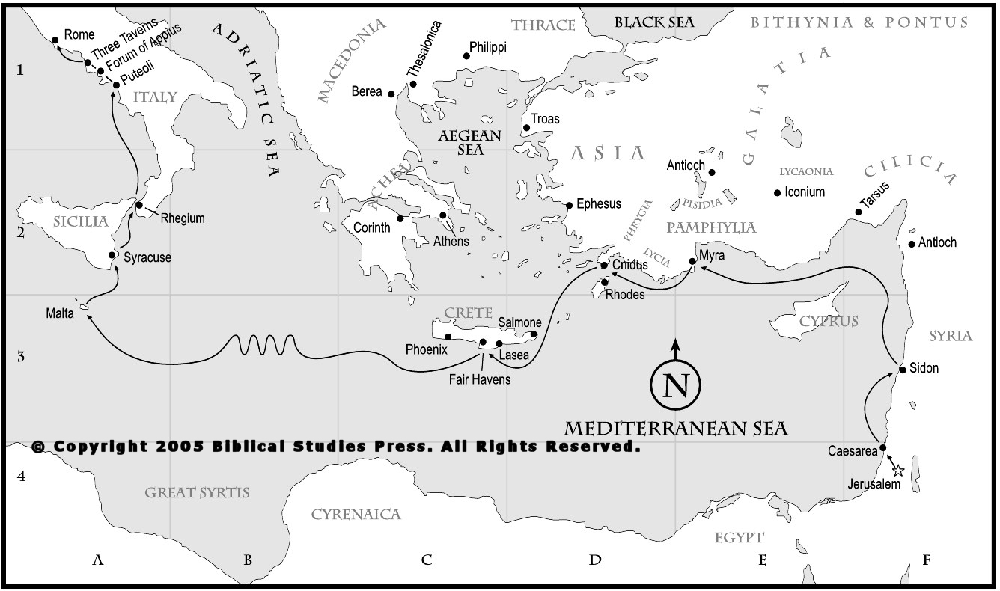 Rome
Three Taverns
Forum of Appius
Puteoli
ITALY
ADRIATIC SEA
MACEDONIA
Thesalonica
Philippi
Berea
THRACE
BLACK SEA
BITHYNIA & PONTUS
GALATIA
1
AEGEAN
SEA
Troas
ASIA
Antioch
LYCAONIA
Iconium
CILICIA
Tarsus
ACHEA
Ephesus
PHRYGIA
PISIDIA
PAMPHYLIA
LYCIA
2
SICILIA
Rhegium
Syracuse
Corinth
Athens
Cnidus
Rhodes
Myra
Antioch
Malta
CRETE
Salmone
Phoenix
Lasea
Fair Havens
CYPRUS
SYRIA
3
N
Sidon
MEDITERRANEAN SEA
© Copyright 2005 Biblical Studies Press. All Rights Reserved.
Caesarea
Jerusalem
4
GREAT SYRTIS
CYRENAICA
EGYPT
A B C D E F